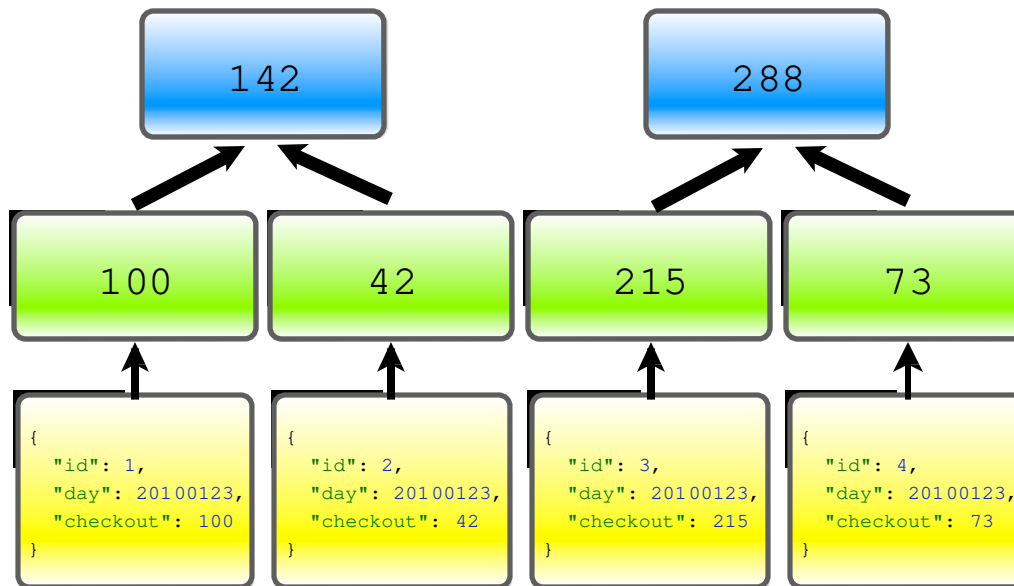 142
288
100
42
215
73
{
"id": 1,
"day": 20100123,
"checkout": 100
}
{
"id": 2,
"day": 20100123,
"checkout": 42
}
{
"id": 3,
"day": 20100123,
"checkout": 215
}
{
"id": 4,
"day": 20100123,
"checkout": 73
}